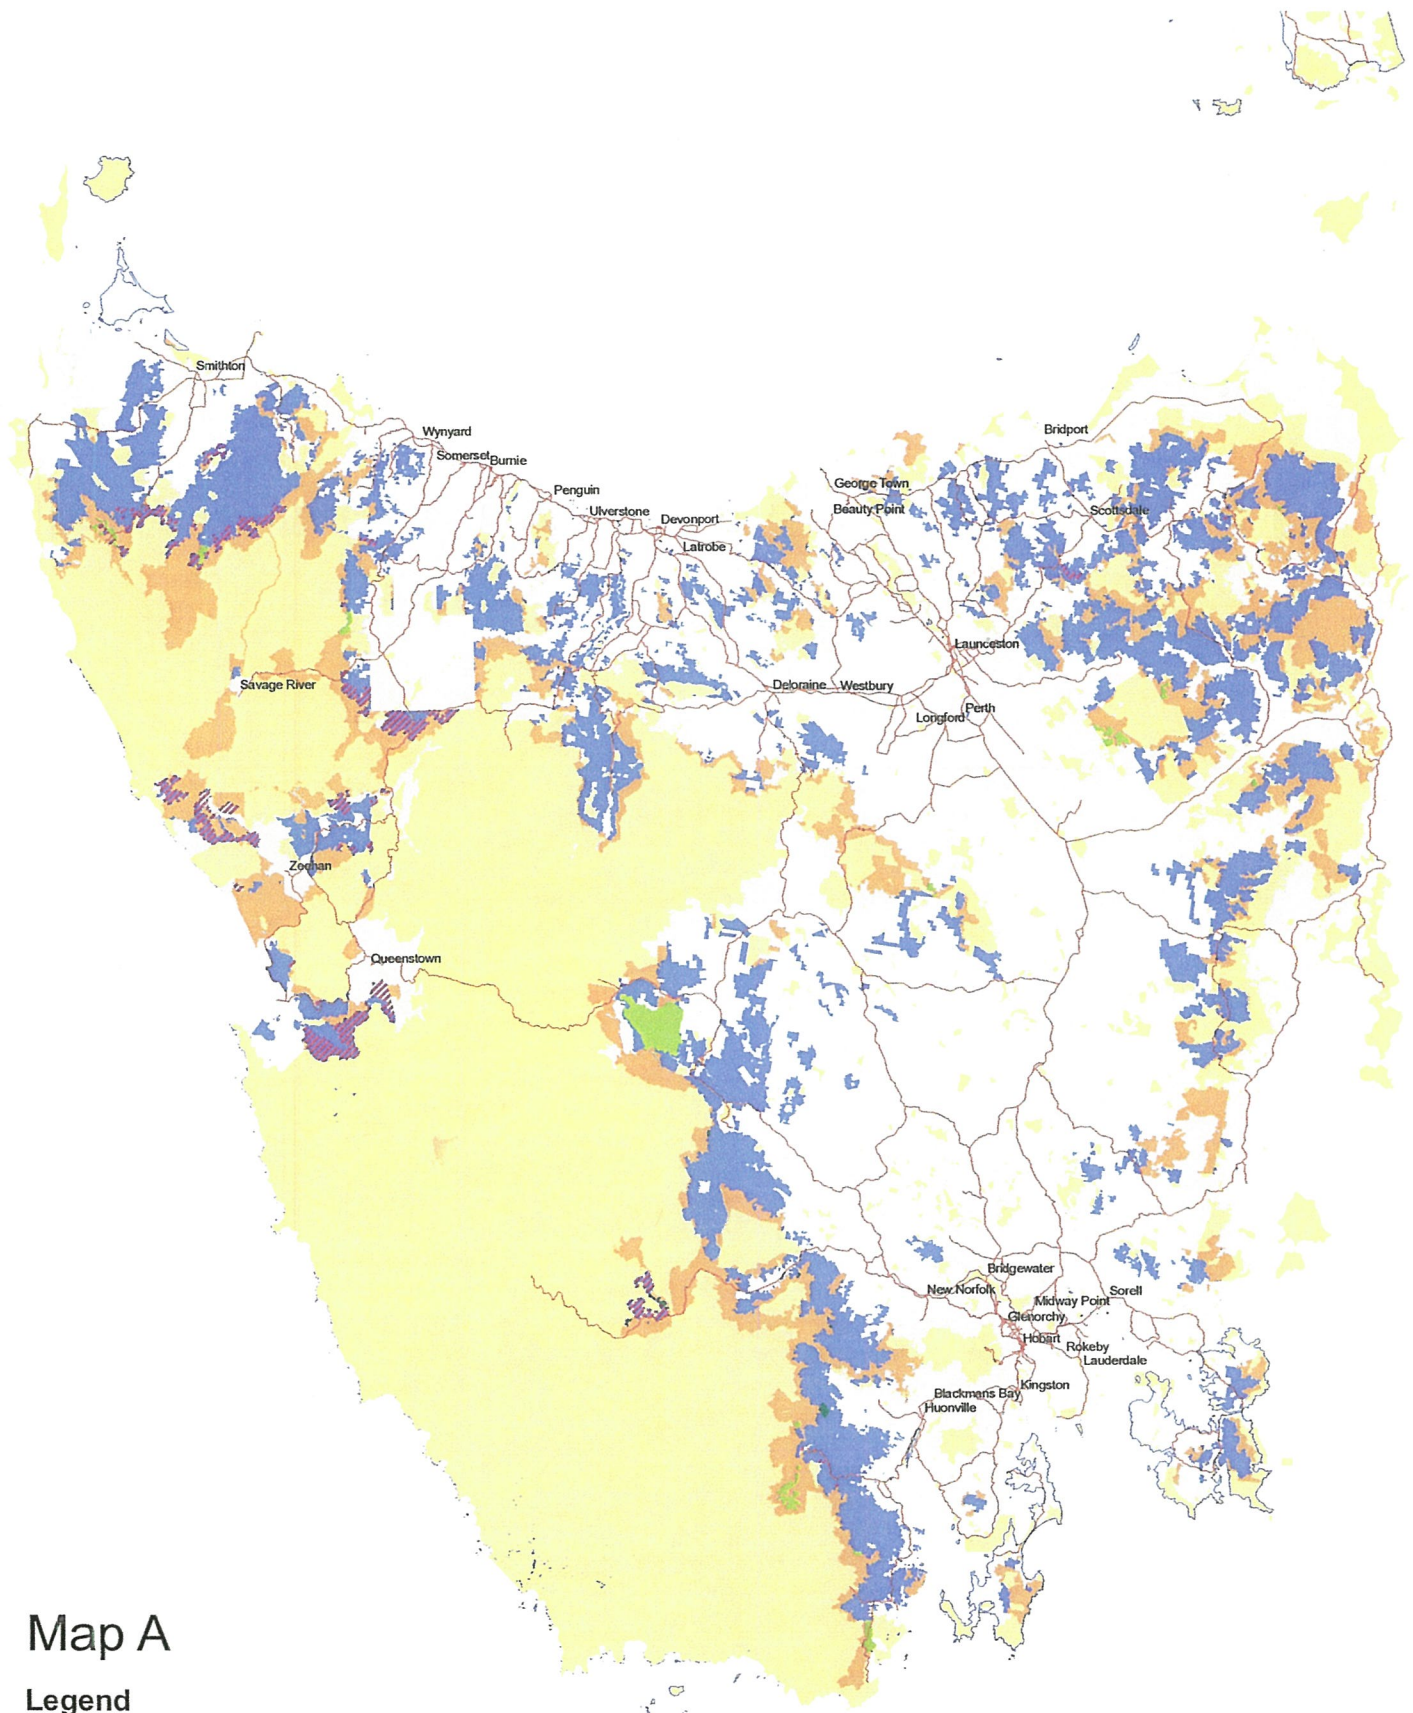 Smithton
Wynyard
Somerset
Burnie
Bridport
Penguin
George Town
Ulverstone
Beauty Point
Scottsdale
Devonport
Latrobe
Launceston
Savage River
Deloraine
Westbury
Perth
Longford
Zeehan
Queenstown
Bridgewater
New Norfolk
Sorell
Midway Point
Glenorchy
Hobart
Rokeby
Lauderdale
Kingston
Blackmans Bay
Huonville
Map A
Legend